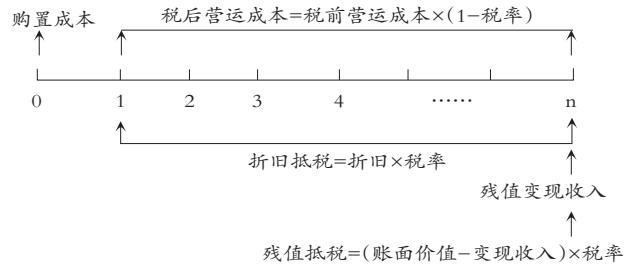 购置成本
税后营运成本=税前营运成本×(1-税率)
0 1 2 3 4 …… n
折旧抵税=折旧×税率
残值变现收入
残值抵税=(账面价值-变现收入)×税率